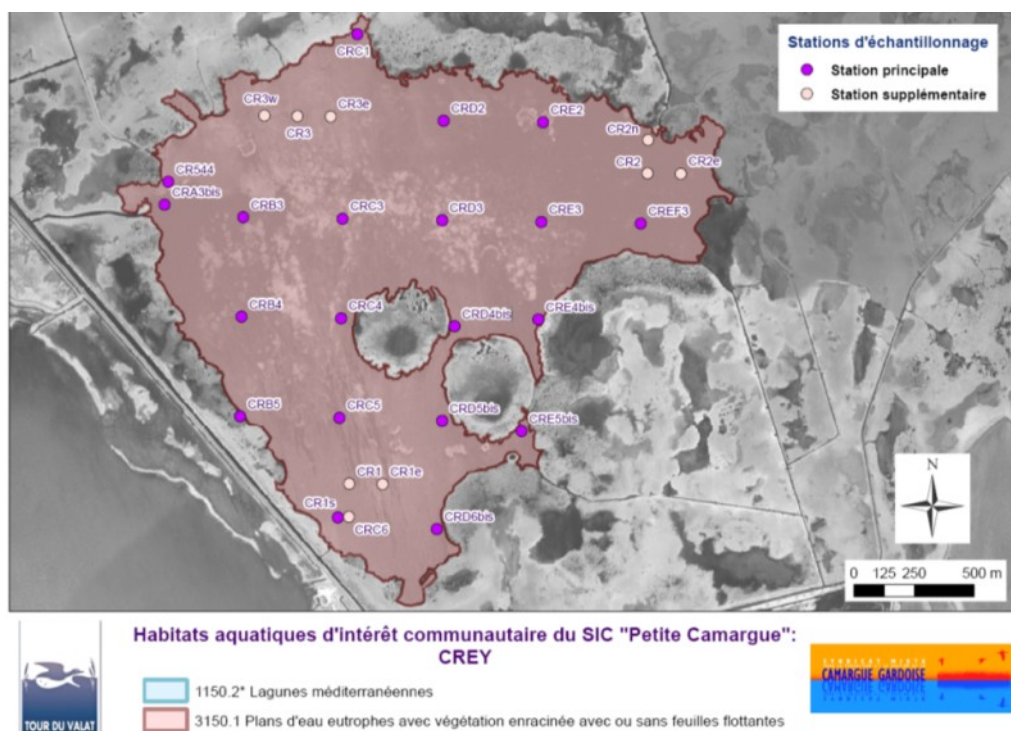 Stations d'échantillonnage
Station principale
Station supplémentaire
CRC1
CR3w
CR3e
CR3
CRD2
CRE2
CR2n
CR2
CR2e
CR544
CRA3bis
CRB3
CRC3
CRD3
CRE3
CREF3
CRB4
CRC4
CRD4bis
CRE4bis
CRB5
CRC5
CRD5bis
CRE5bis
CR1
CR1e
CR1s
CRC6
CRD6bis
N
0 125 250 500 m
Habitats aquatiques d'intérêt communautaire du SIC "Petite Camargue":
CREY
1150.2* Lagunes méditerranéennes
3150.1 Plans d'eau eutrophes avec végétation enracinée avec ou sans feuilles flottantes
TOUR DU VALAT
SYNDICAT MIXTE
CAMARGUE GARDOISE